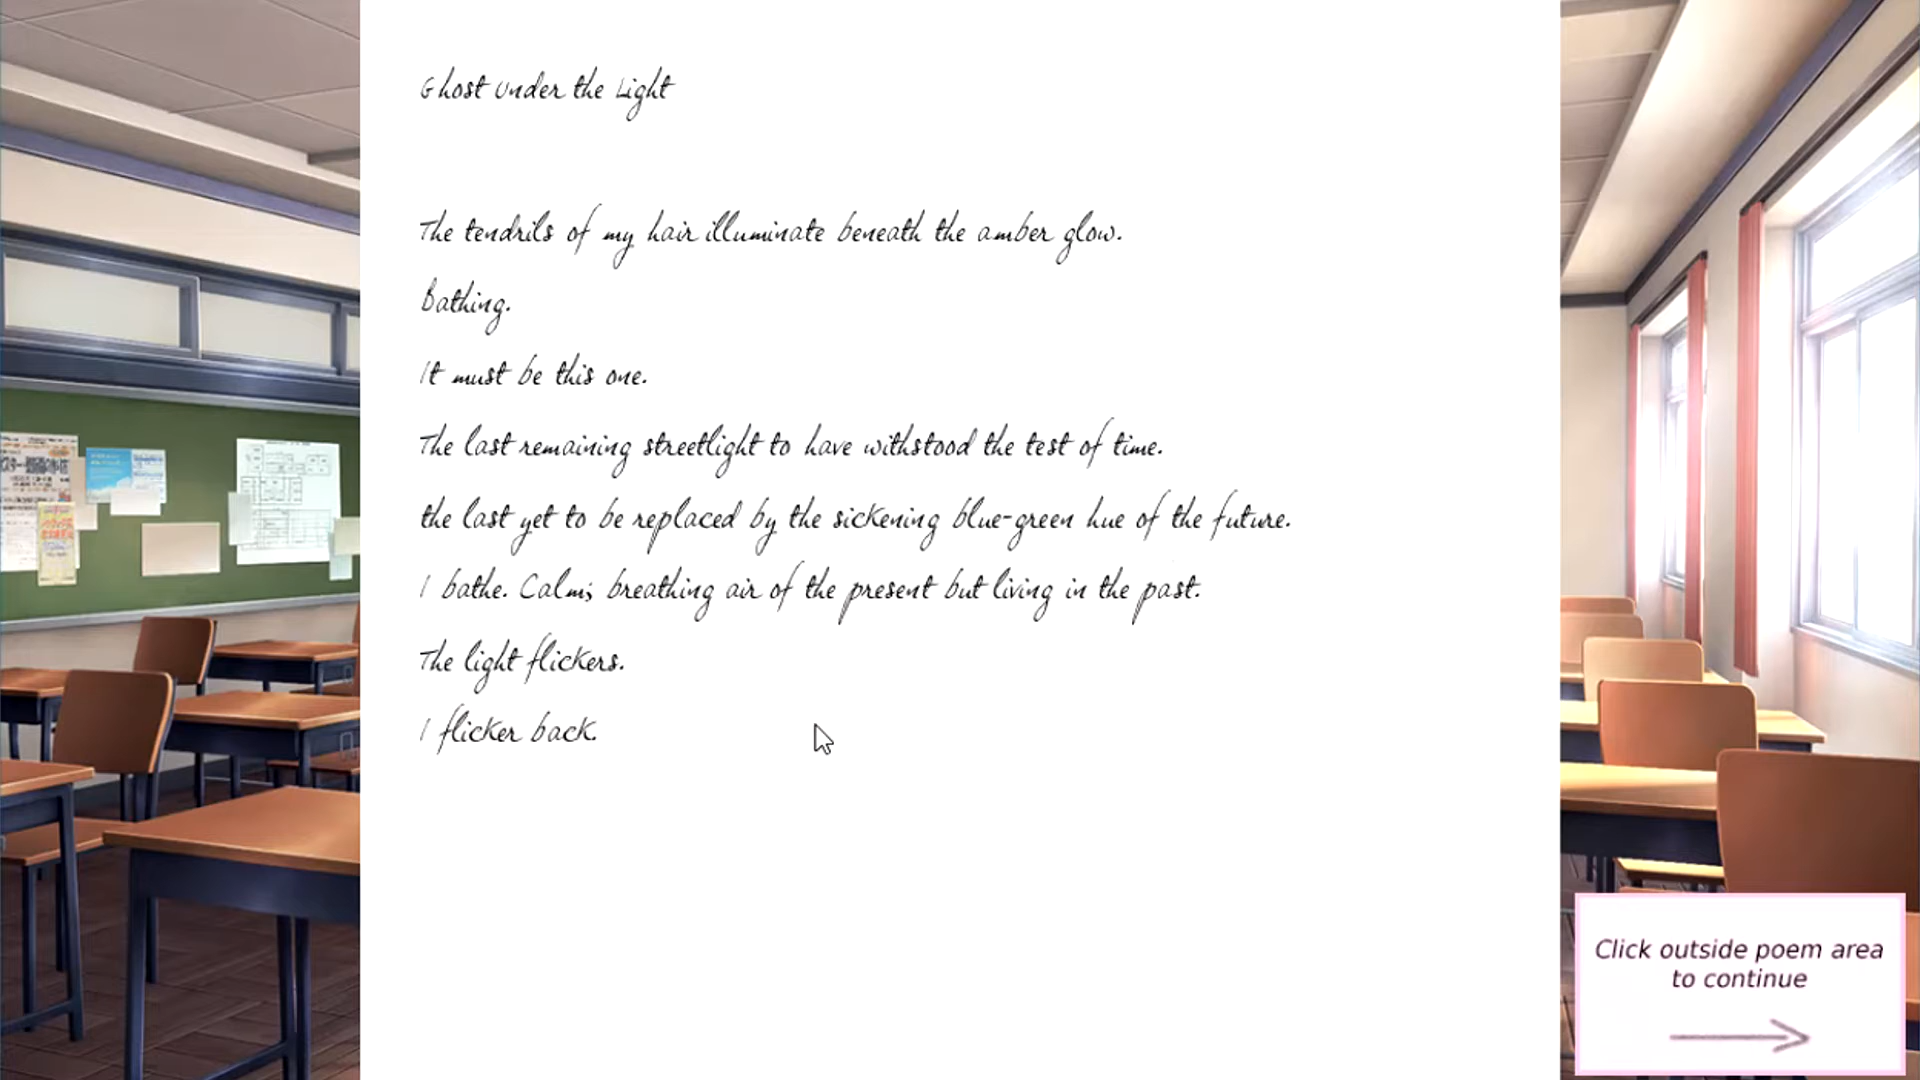 Ghost Under the Light
The tendrils of my hair illuminate beneath the amber glow.
Bathing.
It must be this one.
The last remaining streetlight to have withstood the test of time.
the last yet to be replaced by the sickening blue-green hue of the future.
I bathe. Calm; breathing air of the present but living in the past.
The light flickers.
I flicker back.
Click outside poem area
to continue